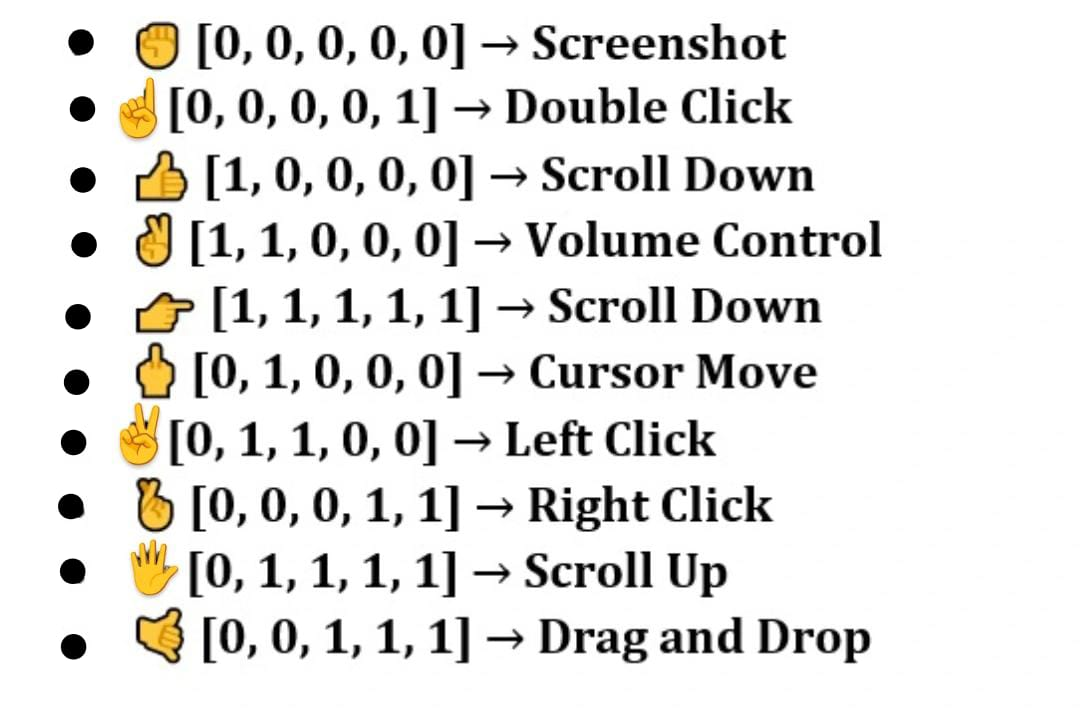 ● ✊ [0, 0, 0, 0, 0] → Screenshot
● ☝ [0, 0, 0, 0, 1] → Double Click
● 👍 [1, 0, 0, 0, 0] → Scroll Down
● ✌ [1, 1, 0, 0, 0] → Volume Control
● 👉 [1, 1, 1, 1, 1] → Scroll Down
● 🖕 [0, 1, 0, 0, 0] → Cursor Move
● ✌ [0, 1, 1, 0, 0] → Left Click
● 🤞 [0, 0, 0, 1, 1] → Right Click
● 🖐 [0, 1, 1, 1, 1] → Scroll Up
● 🤙 [0, 0, 1, 1, 1] → Drag and Drop